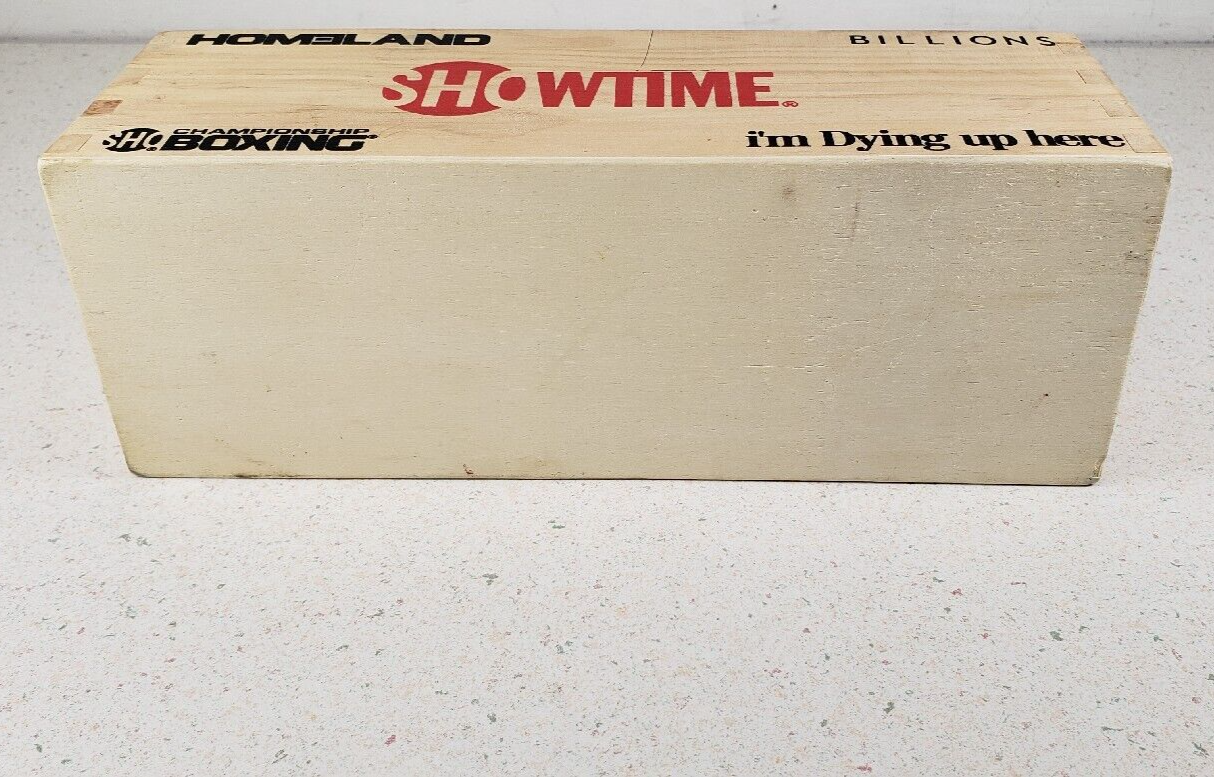 HOMELAND
BILLIONS
SHOWTIME®
SHO CHAMPIONSHIP BOXING
i'm Dying up here